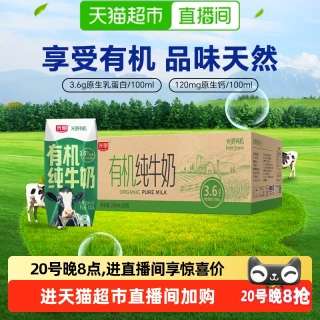 天猫超市 直播间
享受有机 品味天然
3.6g原生乳蛋白/100ml
120mg原生钙/100ml
有机
纯牛奶
有机纯牛奶
ORGANIC PURE MILK
3.6
20号晚8点,进直播间享惊喜价
进天猫超市直播间加购
20号晚8抢